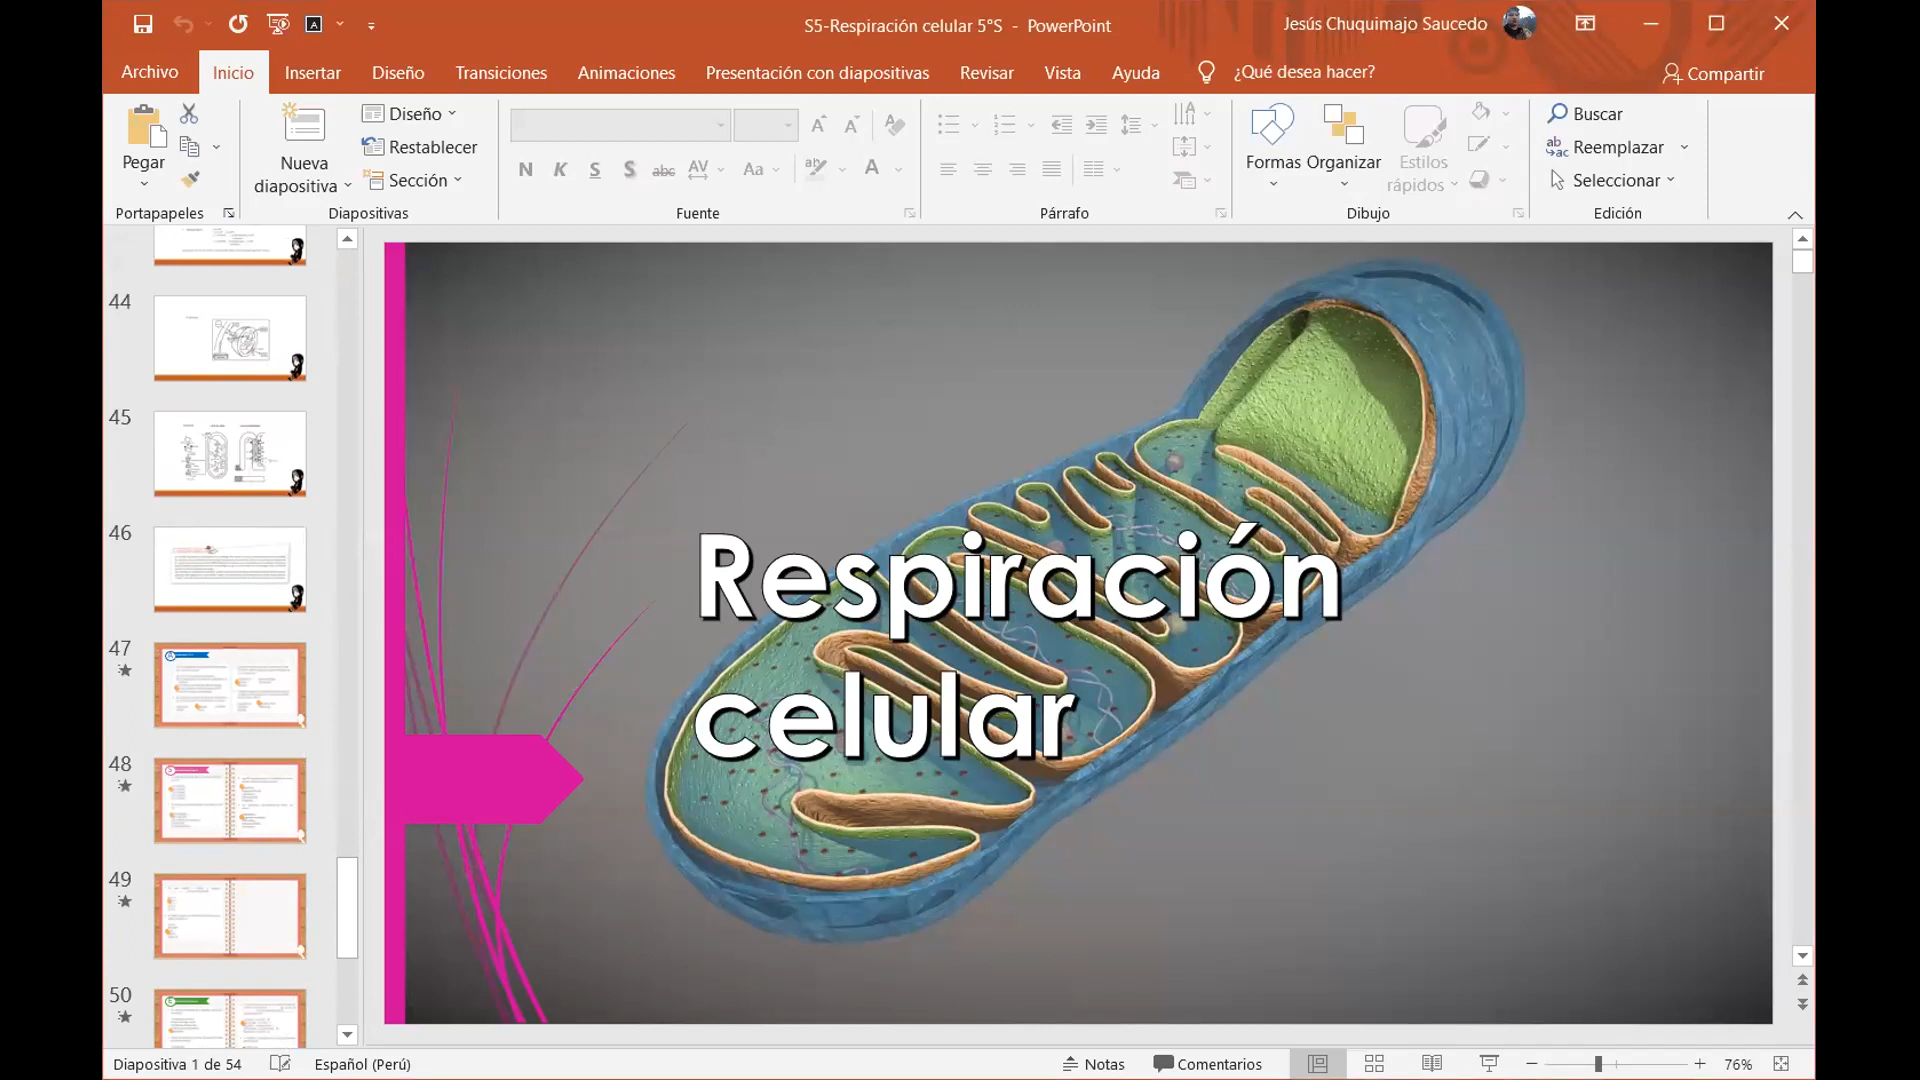 S5-Respiración celular 5°S - PowerPoint
Jesús Chuquimajo Saucedo
Archivo Inicio Insertar Diseño Transiciones Animaciones Presentación con diapositivas Revisar Vista Ayuda ¿Qué desea hacer? Compartir
Pegar
Portapapeles
Nueva
diapositiva
Diseño
Restablecer
Sección
Diapositivas
N K S S abc AV Aa A
Fuente
Párrafo
Formas Organizar Estilos
rápidos
Dibujo
Buscar
Reemplazar
Seleccionar
Edición
44
45
46
47
48
49
50
Respiración
celular
Diapositiva 1 de 54 Español (Perú) Notas Comentarios 76%